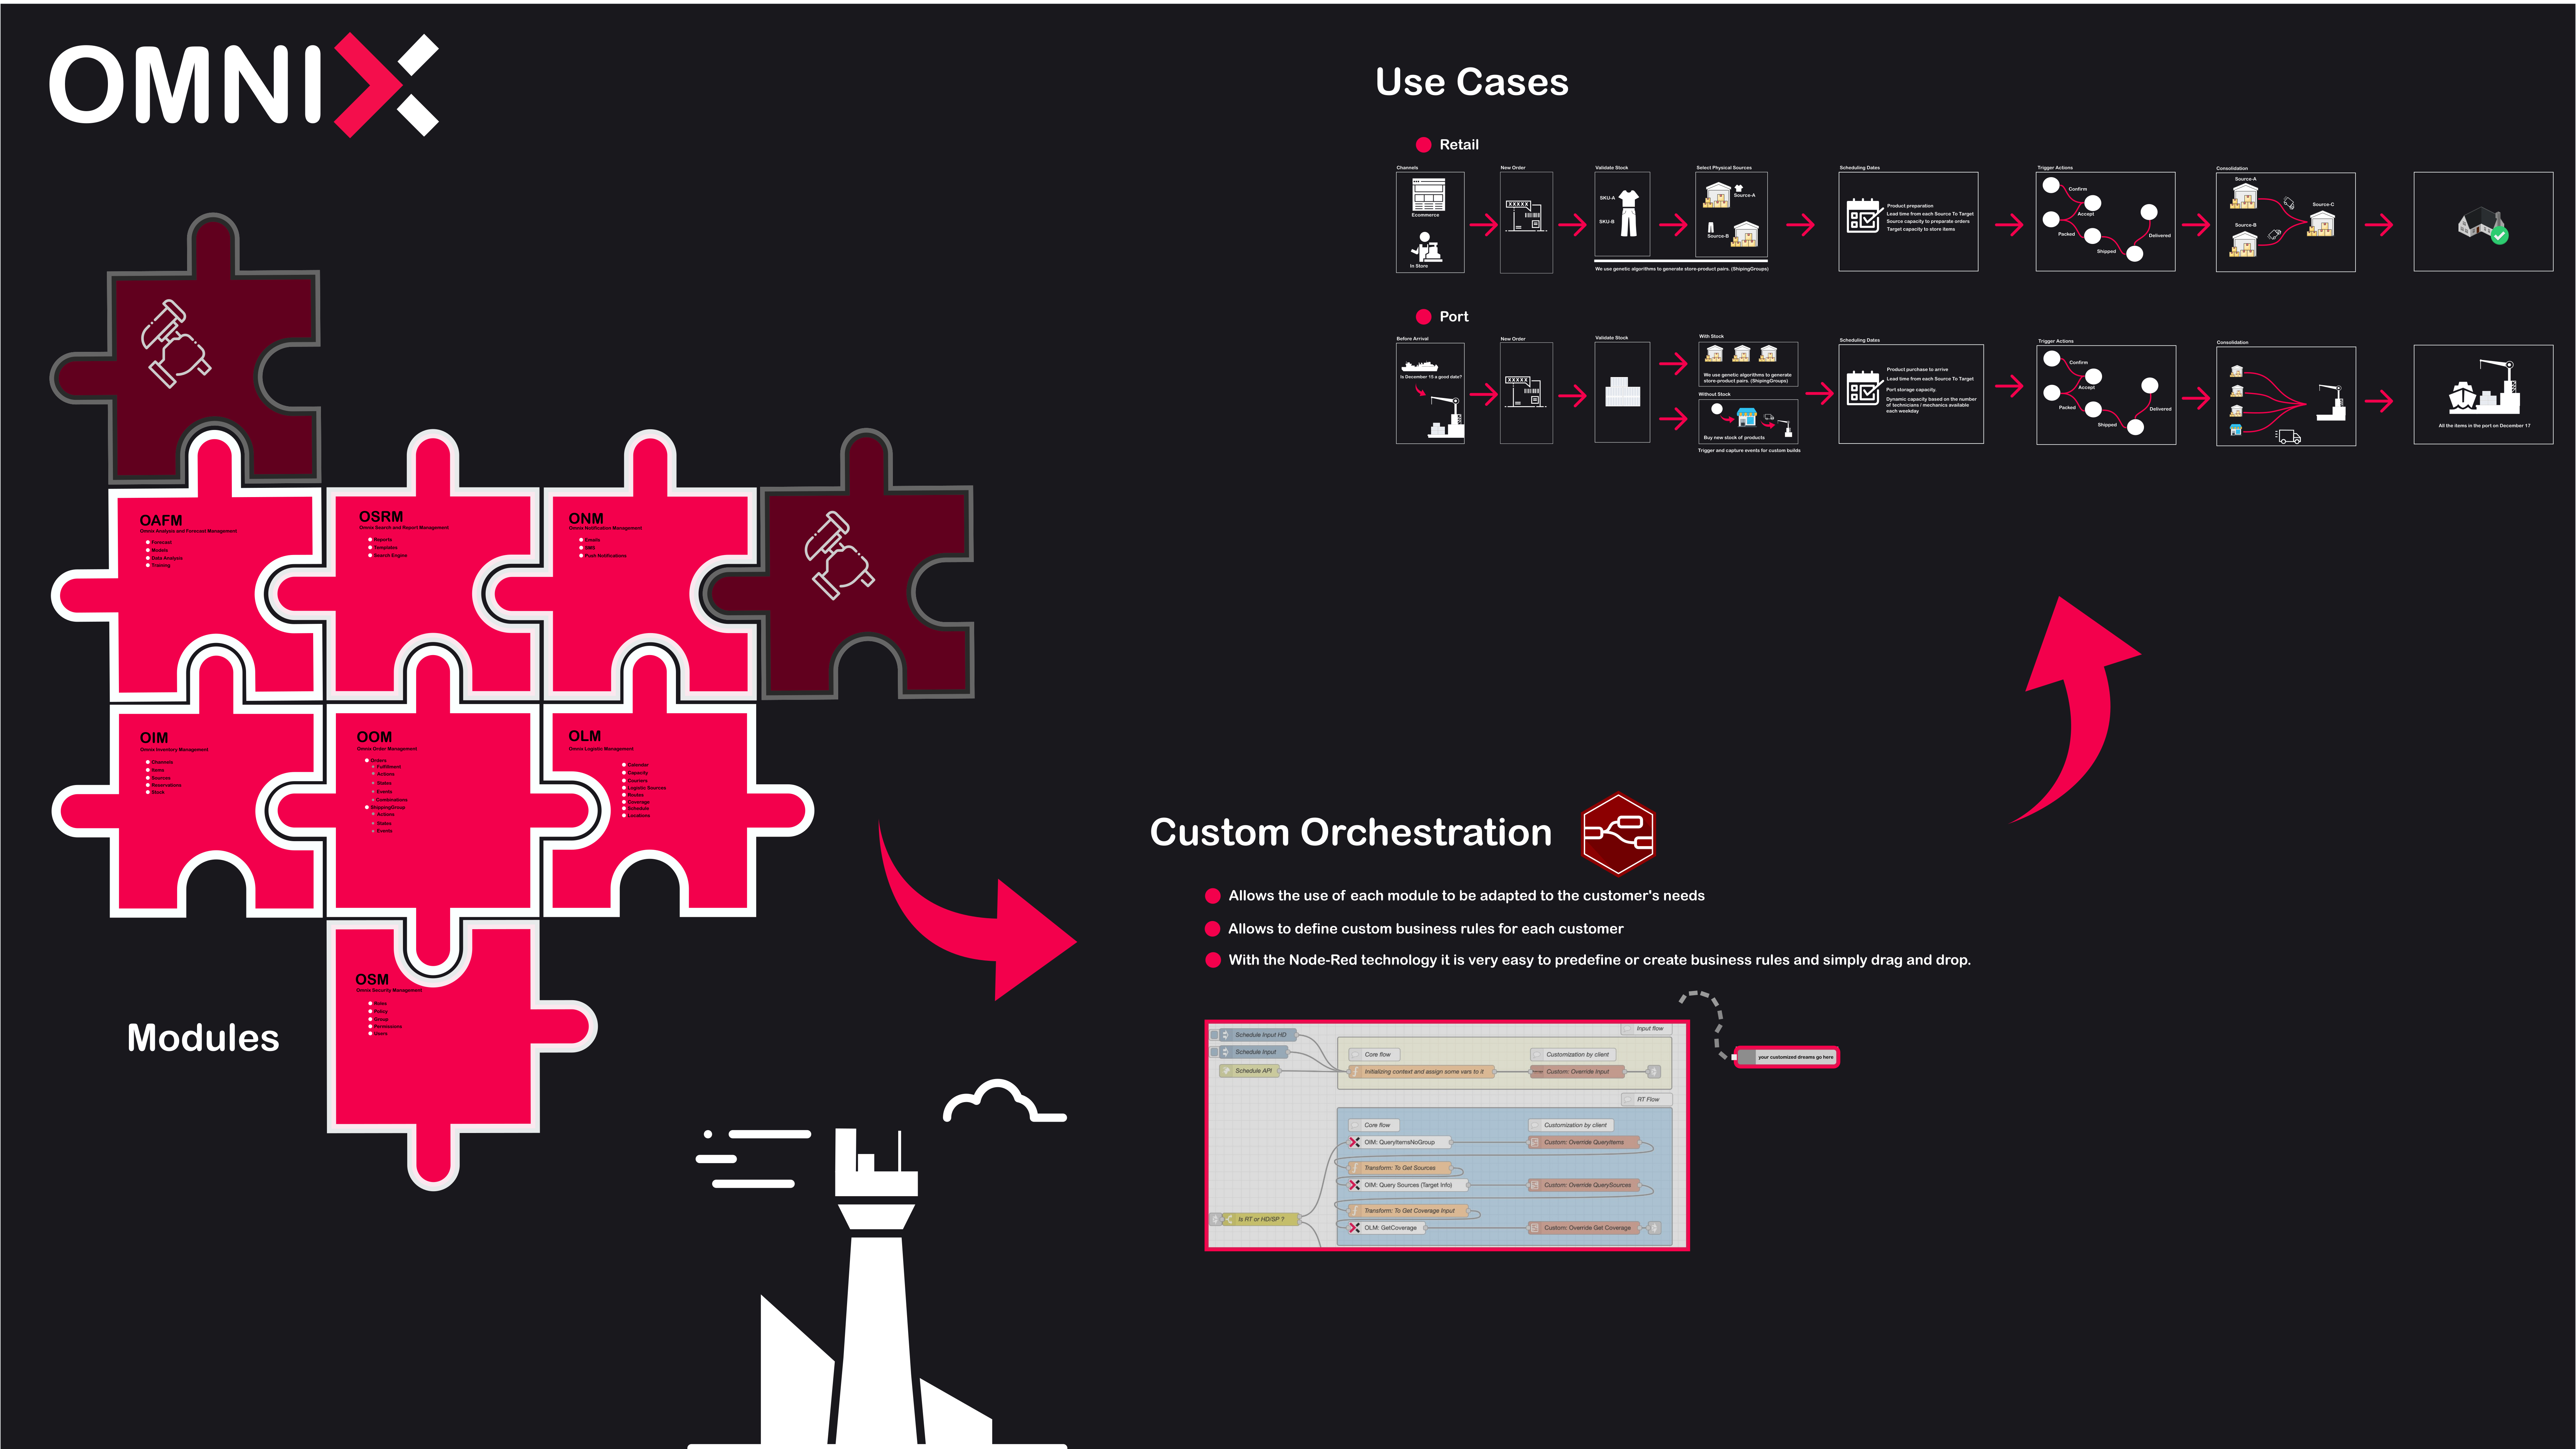 OMNIX
Use Cases
Retail
Channels
Ecommerce
In Store
New Order
XXXXX
Validate Stock
SKU-A
SKU-B
Select Physical Sources
Source-A
Source-B
We use genetic algorithms to generate store-product pairs. (ShipingGroups)
Scheduling Dates
Product preparation
Lead time from each Source To Target
Source capacity to preparate orders
Target capacity to store items
Trigger Actions
Confirm
Accept
Packed
Shipped
Delivered
Consolidation
Source-A
Source-B
Source-C
Port
Before Arrival
Is December 15 a good date?
New Order
XXXXX
Validate Stock
With Stock
We use genetic algorithms to generate
store-product pairs. (ShipingGroups)
Without Stock
Buy new stock of products
Trigger and capture events for custom builds
Scheduling Dates
Product purchase to arrive
Lead time from each Source To Target
Port storage capacity.
Dynamic capacity based on the number
of technicians / mechanics available
each weekday
Trigger Actions
Confirm
Accept
Packed
Shipped
Delivered
Consolidation
All the items in the port on December 17
OAFM
Omnix Analysis and Forecast Management
Forecast
Models
Data Analysis
Training
OSRM
Omnix Search and Report Management
Reports
Templates
Search Engine
ONM
Omnix Notification Management
Emails
SMS
Push Notifications
OIM
Omnix Inventory Management
Channels
Items
Sources
Reservations
Stock
OOM
Omnix Order Management
Orders
Fulfillment
Actions
Status
Events
Combinations
ShippingGroup
Actions
Status
Events
OLM
Omnix Logistic Management
Calendar
Capacity
Couriers
Logistic Sources
Routes
Coverage
Schedule
Locations
OSM
Omnix Security Management
Roles
Policy
Group
Permissions
Users
Modules
Custom Orchestration
Allows the use of each module to be adapted to the customer's needs
Allows to define custom business rules for each customer
With the Node-Red technology it is very easy to predefine or create business rules and simply drag and drop.
Schedule Input HD
Schedule Input
Schedule API
Input flow
Core flow
Customization by client
Initializing context and assign some vars to it
Custom: Override Input
RT Flow
Core flow
Customization by client
OIM: QueryItemsNoGroup
Custom: Override QueryItems
Transform: To Get Sources
OIM: Query Sources (Target Info)
Custom: Override QuerySources
Transform: To Get Coverage Input
OLM: GetCoverage
Custom: Override Get Coverage
Is RT or HD/SP ?
your customized dreams go here